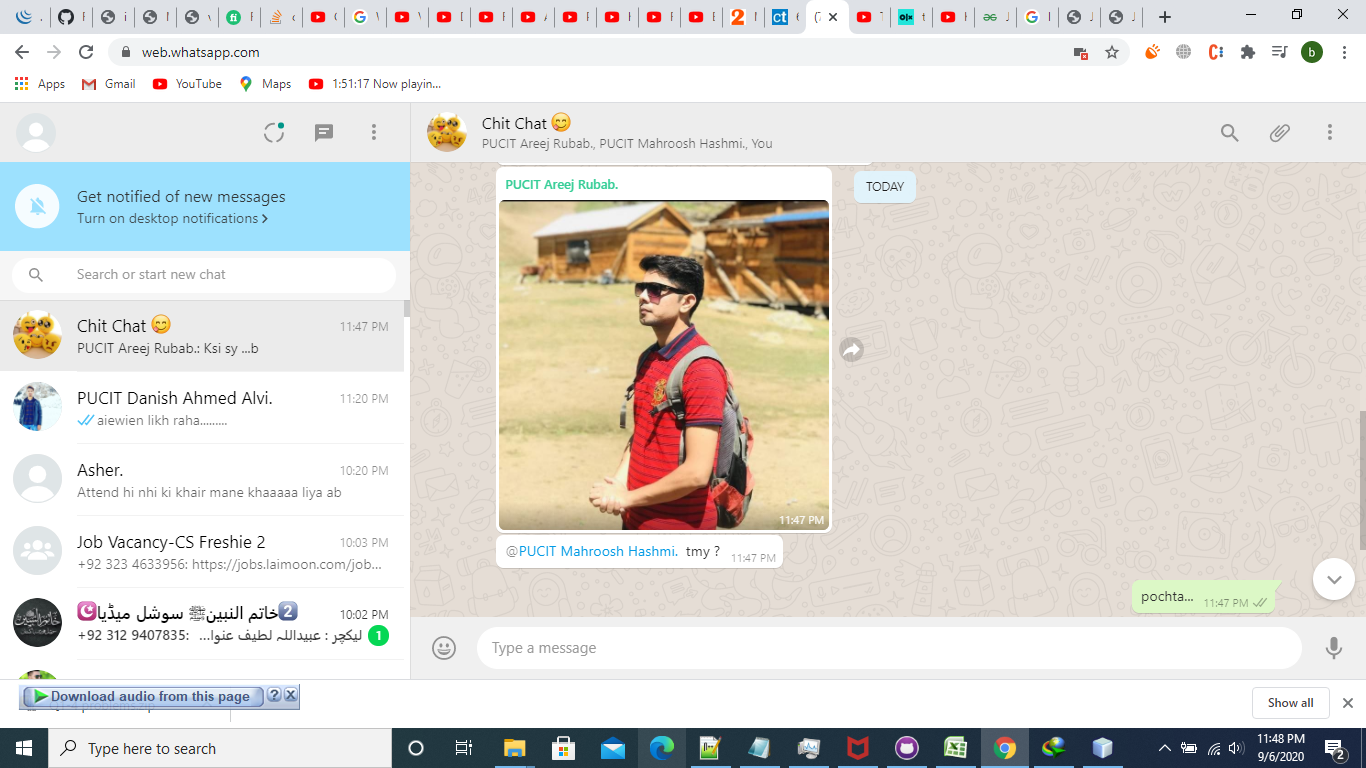 web.whatsapp.com
b
Apps
Gmail
YouTube
Maps
1:51:17 Now playin...
Chit Chat 😋
PUCIT Areej Rubab., PUCIT Mahroosh Hashmi., You
Get notified of new messages
Turn on desktop notifications
Search or start new chat
Chit Chat 😋
11:47 PM
PUCIT Areej Rubab.: Ksi sy ...b
PUCIT Danish Ahmed Alvi.
11:20 PM
aiewien likh raha.........
Asher.
10:20 PM
Attend hi nhi ki khair mane khaaaaa liya ab
Job Vacancy-CS Freshie 2
10:03 PM
+92 323 4633956: https://jobs.laimoon.com/job...
2️⃣خاتم النبینﷺ سوشل میڈیا☪️
10:02 PM
+92 312 9407835: لیکچر : عبیداللہ لطیف عنوا...
1
PUCIT Areej Rubab.
TODAY
11:47 PM
@PUCIT Mahroosh Hashmi. tmy ?
11:47 PM
pochta...
11:47 PM
Type a message
Download audio from this page
?
X
Show all
Type here to search
11:48 PM
9/6/2020
2